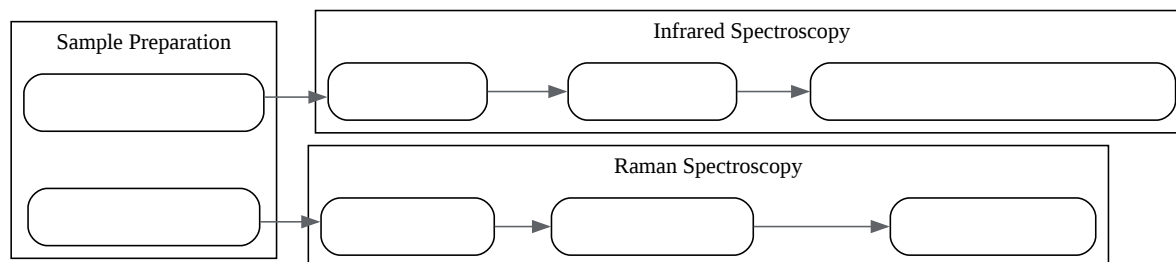 Sample Preparation
Infrared Spectroscopy
Raman Spectroscopy